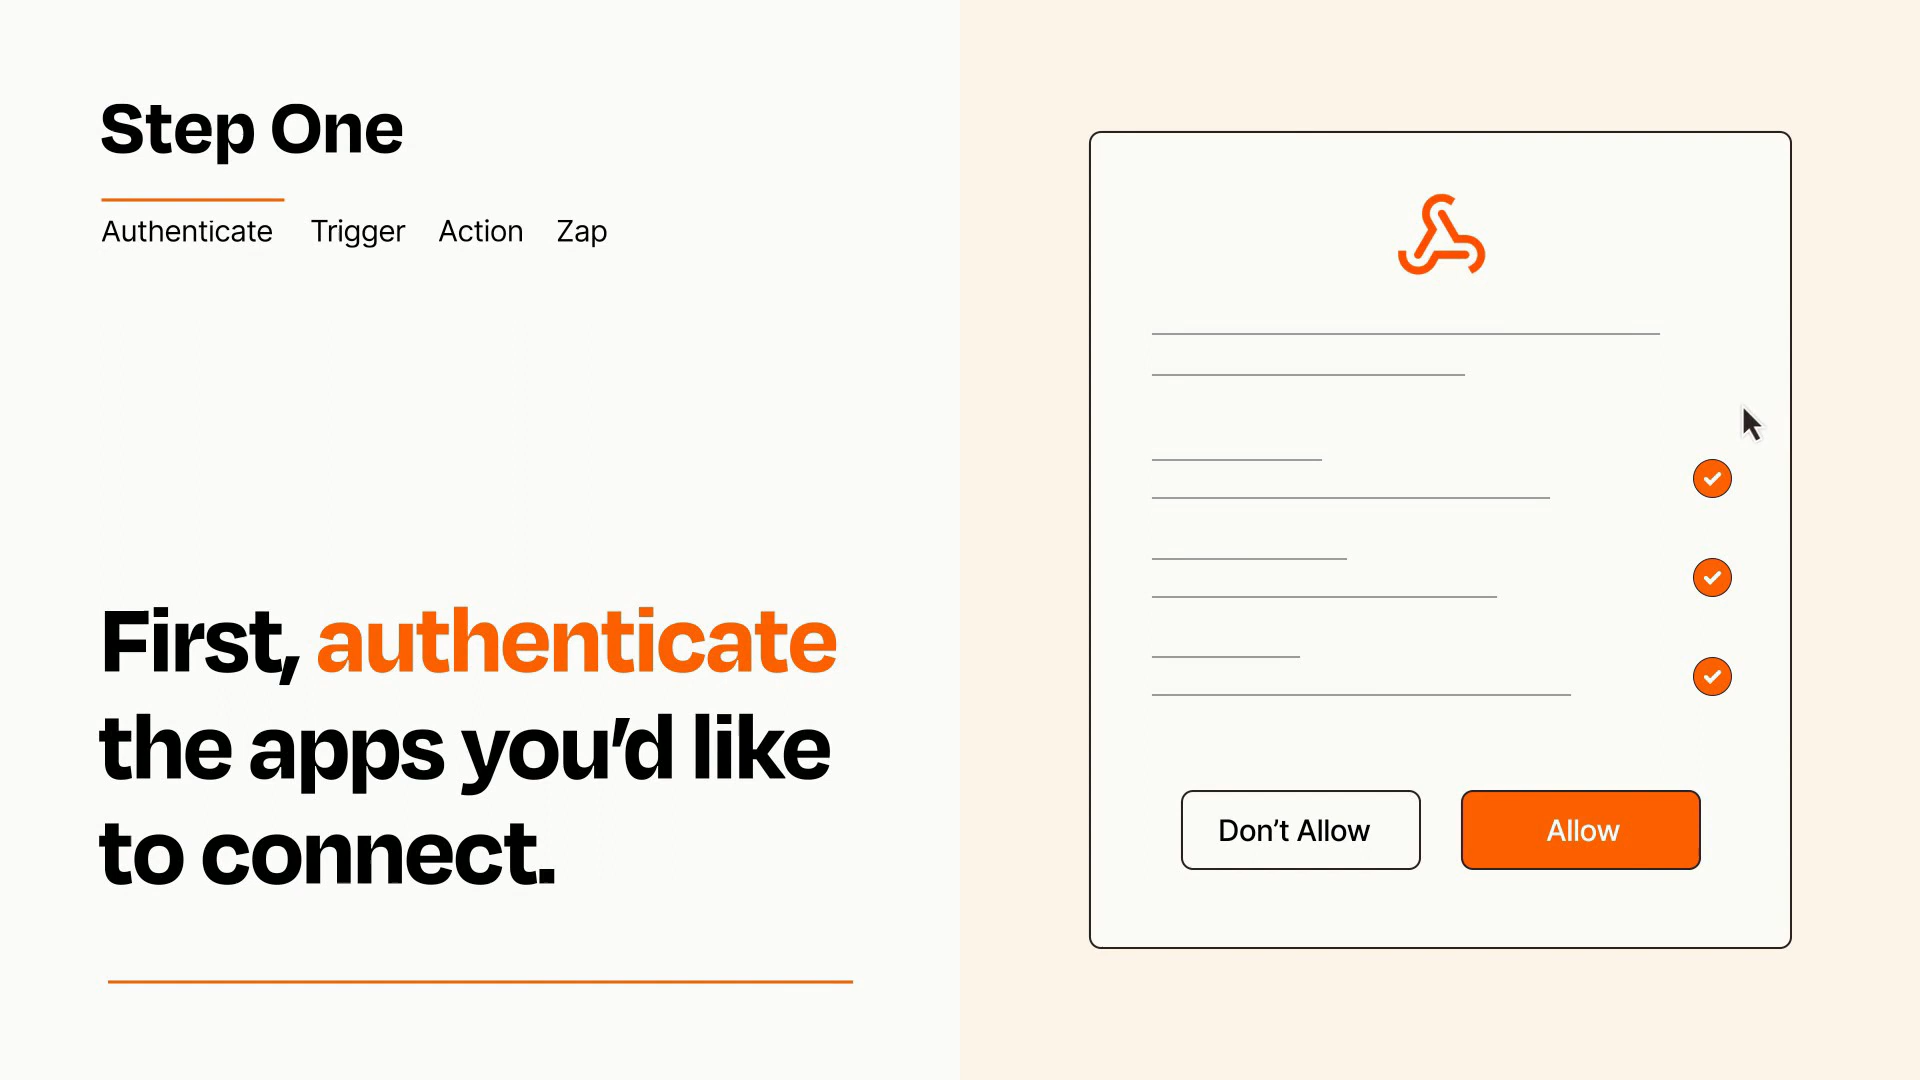 Step One
Authenticate Trigger Action Zap
First, authenticate
the apps you’d like
to connect.
Don’t Allow
Allow